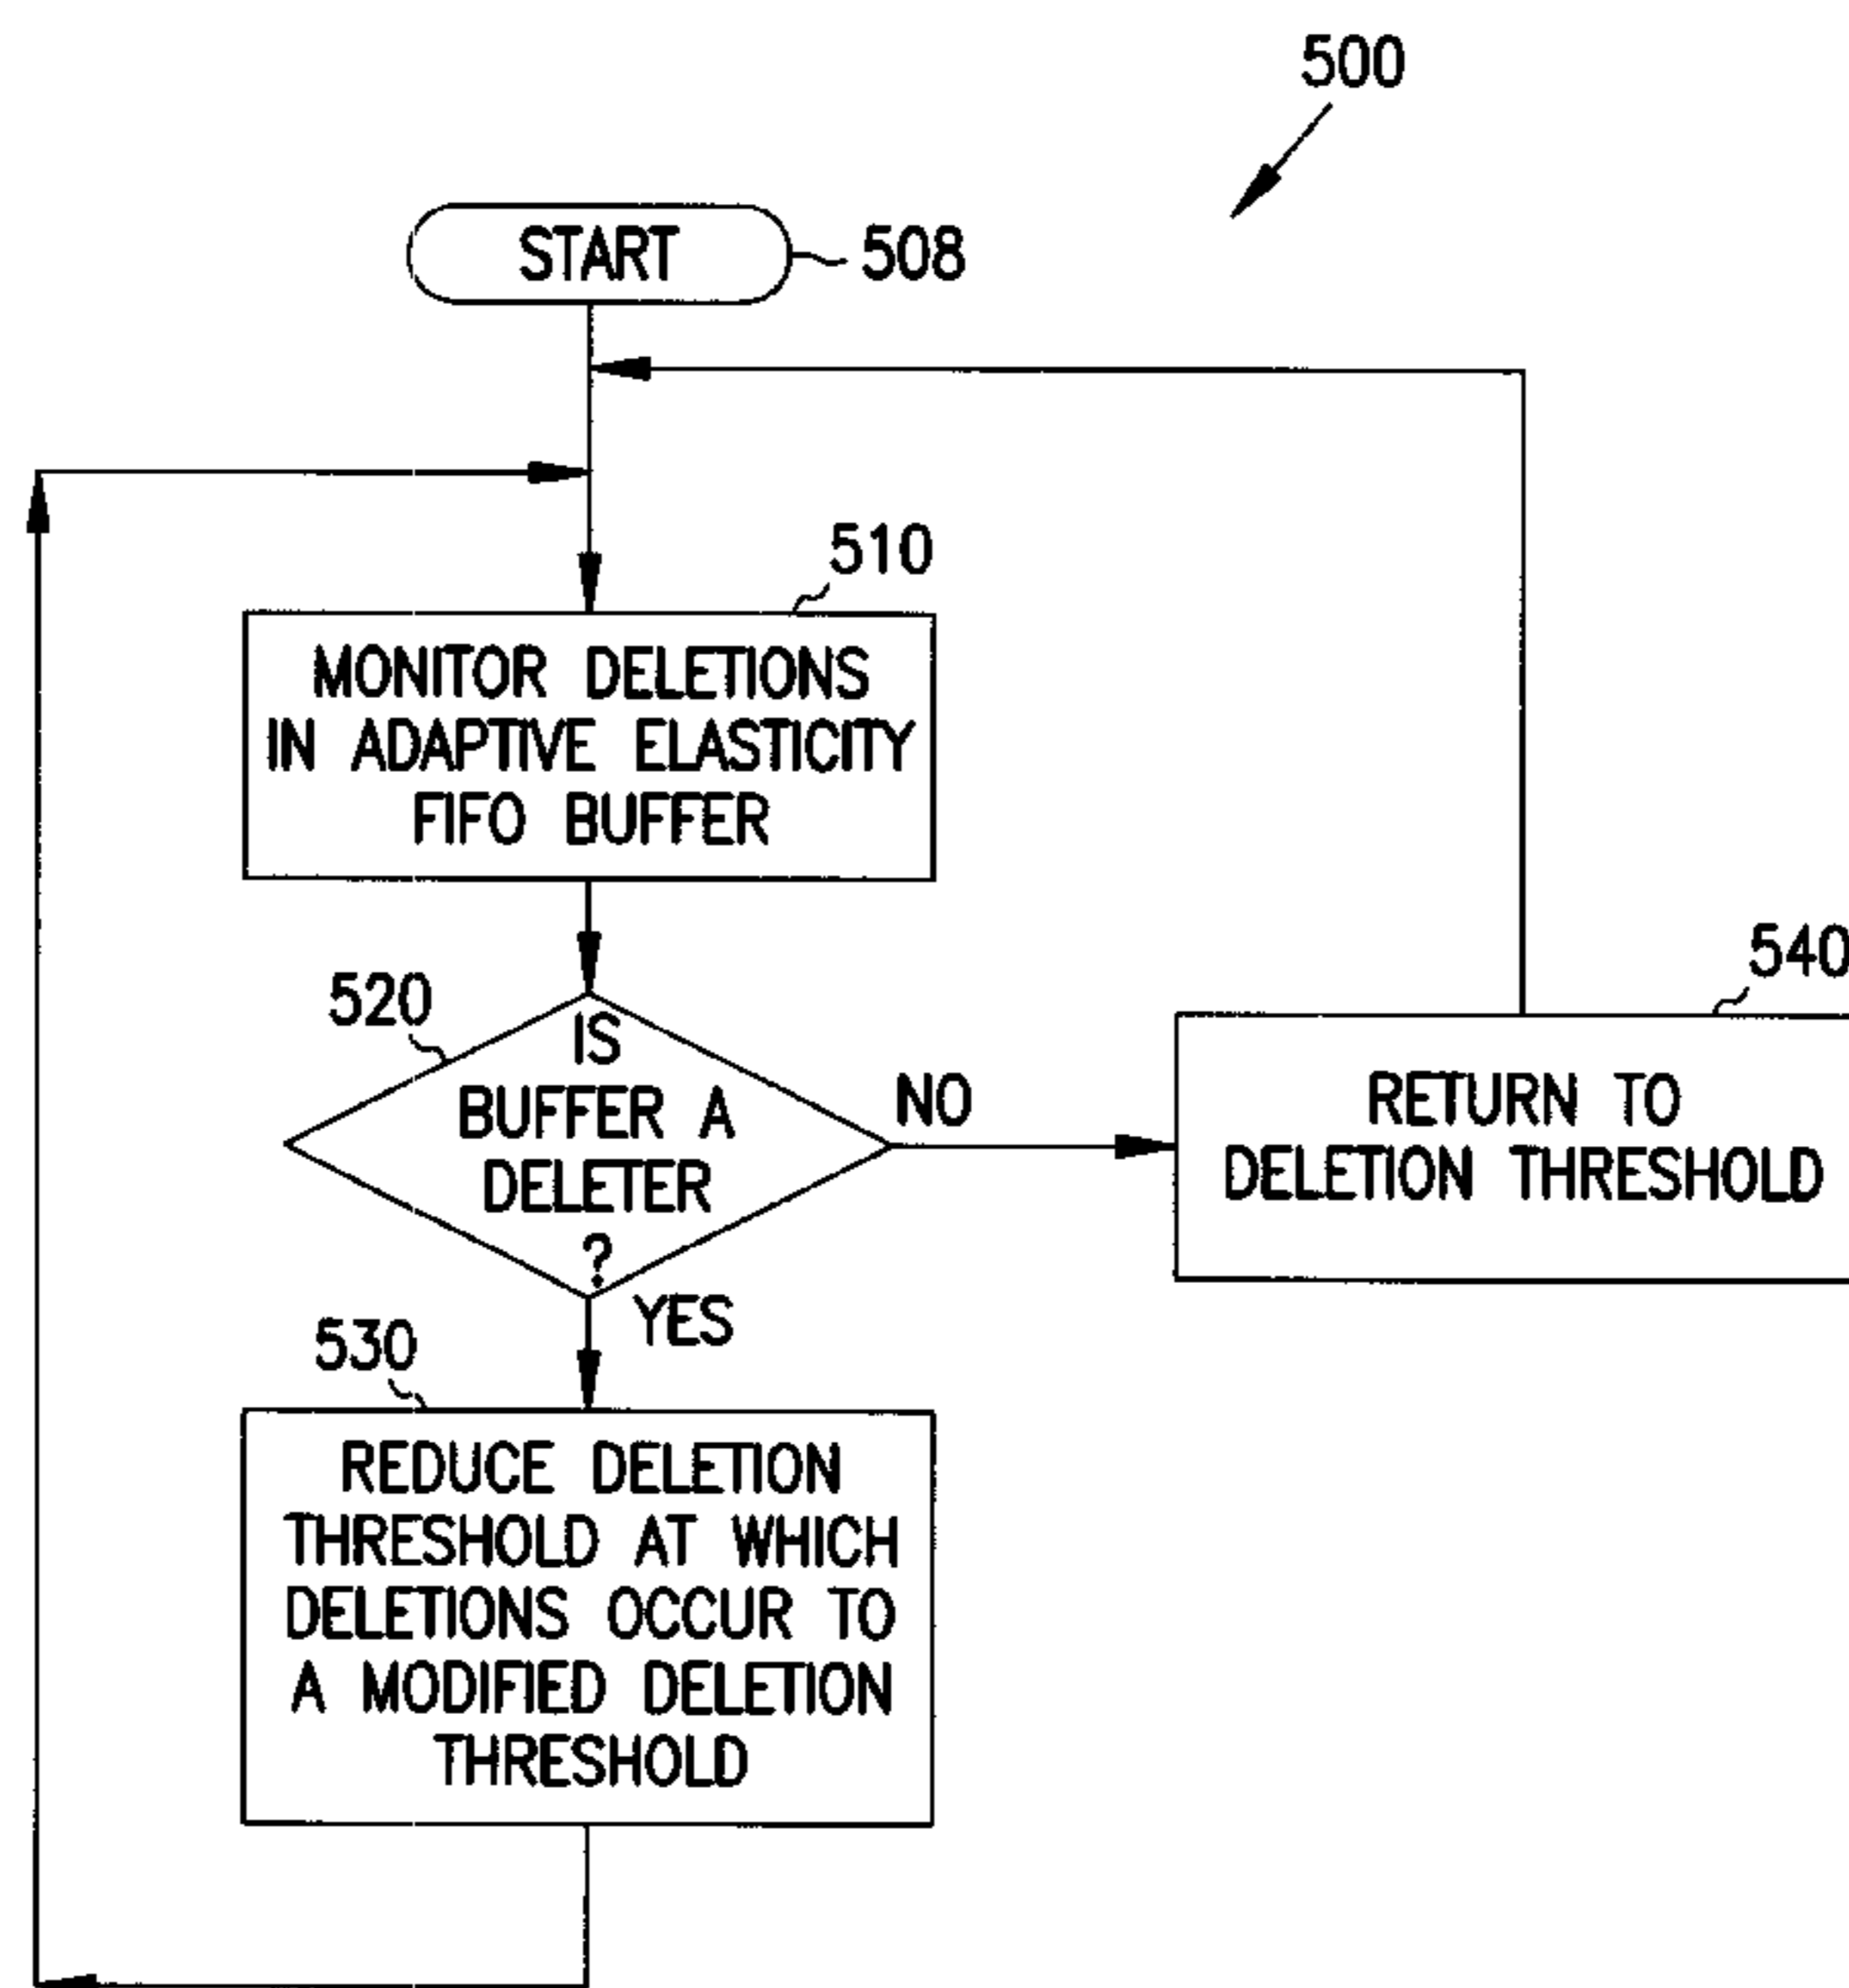 500
START
508
510
MONITOR DELETIONS
IN ADAPTIVE ELASTICITY
FIFO BUFFER
520
IS
BUFFER A
DELETER
?
NO
540
RETURN TO
DELETION THRESHOLD
YES
530
REDUCE DELETION
THRESHOLD AT WHICH
DELETIONS OCCUR TO
A MODIFIED DELETION
THRESHOLD